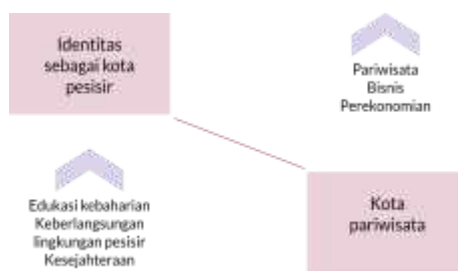 Identitas
sebagai kota
pesisir
Pariwisata
Bisnis
Perekonomian
Edukasi kebaharian
Keberlangsungan
lingkungan pesisir
Kesejahteraan
Kota
pariwisata